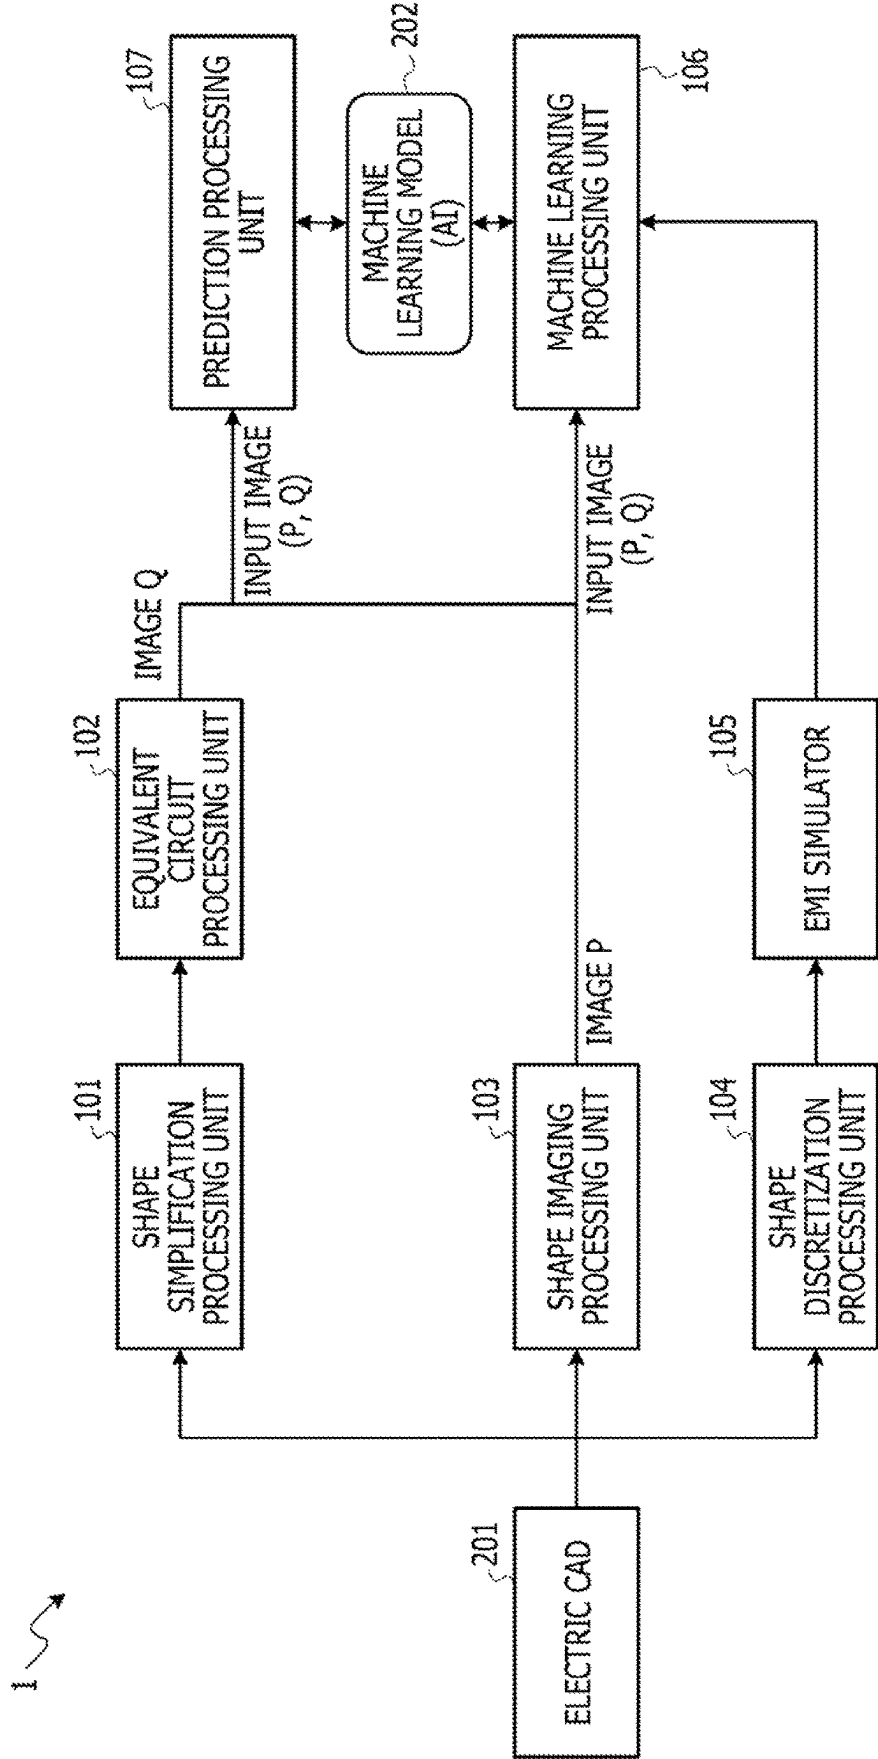 1
201
ELECTRIC CAD
101
SHAPE
SIMPLIFICATION
PROCESSING UNIT
103
SHAPE IMAGING
PROCESSING UNIT
104
SHAPE
DISCRETIZATION
PROCESSING UNIT
102
EQUIVALENT
CIRCUIT
PROCESSING UNIT
IMAGE P
105
EMI SIMULATOR
IMAGE Q
INPUT IMAGE
(P, Q)
INPUT IMAGE
(P, Q)
107
PREDICTION PROCESSING
UNIT
202
MACHINE
LEARNING MODEL
(AI)
MACHINE LEARNING
PROCESSING UNIT
106